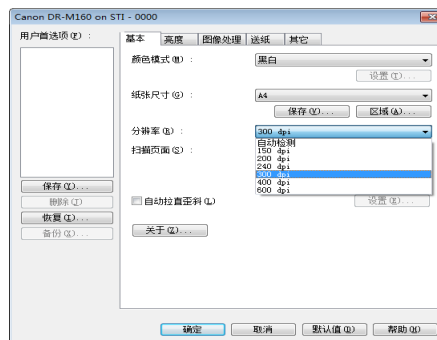 Canon DR-M160 on STI - 0000
用户首选项(P) :
保存(Y)...
删除(J)
恢复(E)...
备份(X)...
基本 亮度 图像处理 送纸 其它
颜色模式(M) : 黑白
设置(T)...
纸张尺寸(G) : A4
保存(V)... 区域(A)...
分辨率(R) : 300 dpi
自动检测
150 dpi
200 dpi
240 dpi
300 dpi
400 dpi
600 dpi
扫描页面(S) :
自动拉直歪斜(L)
关于(Z)...
确定 取消 默认值(D) 帮助(H)